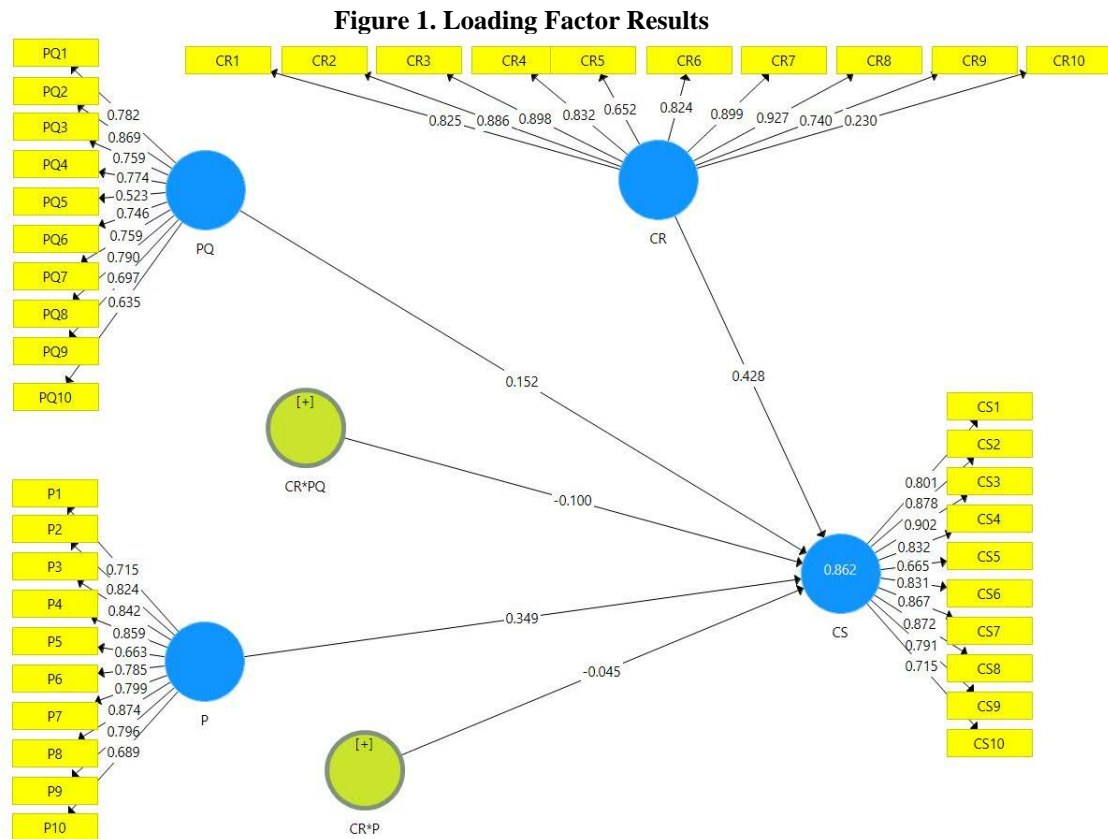 Figure 1. Loading Factor Results
PQ1
PQ2
PQ3
PQ4
PQ5
PQ6
PQ7
PQ8
PQ9
PQ10
0.782
0.869
0.759
0.774
0.523
0.746
0.759
0.790
0.697
0.635
PQ
CR1 CR2 CR3 CR4 CR5 CR6 CR7 CR8 CR9 CR10
0.825 0.886 0.898 0.832 0.652 0.824 0.899 0.927 0.740 0.230
CR
0.152
0.428
[+]
CR*PQ
-0.100
P1
P2
P3
P4
P5
P6
P7
P8
P9
P10
0.715
0.824
0.842
0.859
0.663
0.785
0.799
0.874
0.796
0.689
P
0.349
-0.045
[+]
CR*P
0.862
CS
0.801
0.878
0.902
0.832
0.665
0.831
0.867
0.872
0.791
0.715
CS1
CS2
CS3
CS4
CS5
CS6
CS7
CS8
CS9
CS10